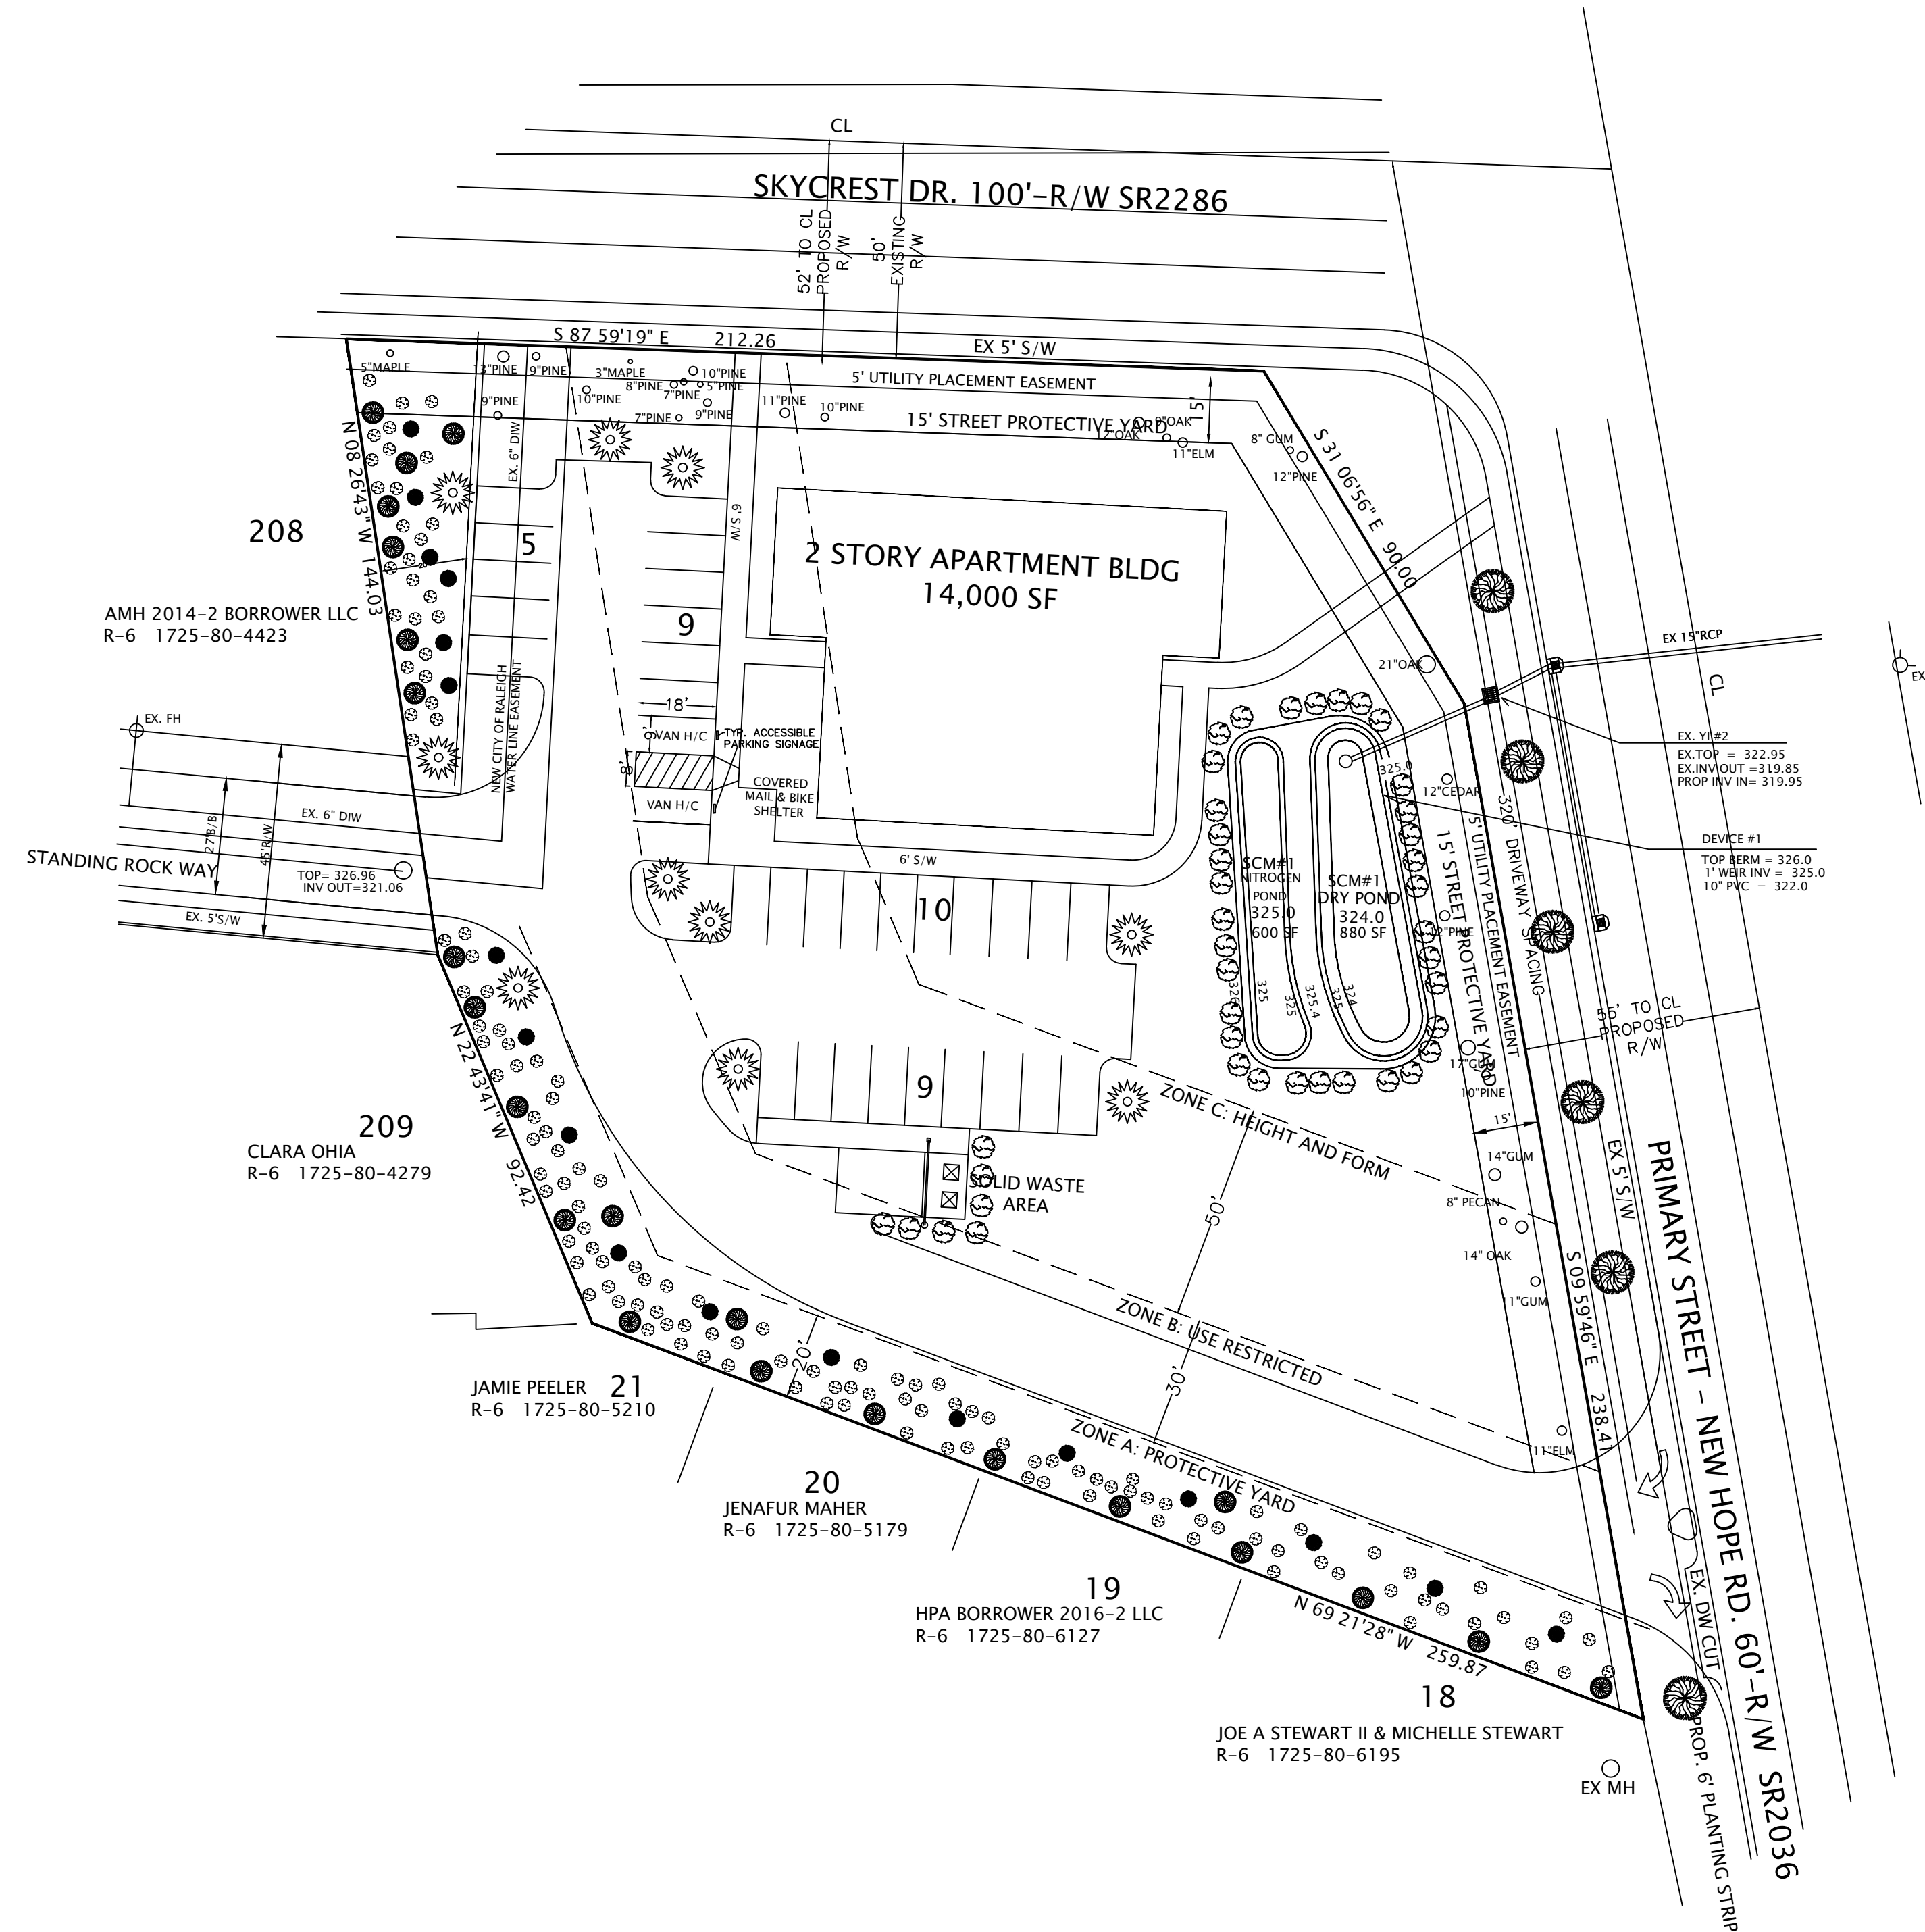 CL
SKYCREST DR. 100'-R/W SR2286
52' TO CL
PROPOSED
R/W
50'
EXISTING
R/W
S 87 59'19" E 212.26
EX 5' S/W
5"MAPLE
13"PINE
9"PINE
3"MAPLE
10"PINE
8"PINE
5"PINE
7"PINE
10"PINE
9"PINE
7"PINE
9"PINE
11"PINE
10"PINE
5' UTILITY PLACEMENT EASEMENT
15' STREET PROTECTIVE YARD
15'
9"OAK
12"OAK
11"ELM
8" GUM
12"PINE
S 31 06'56" E 90.00
N 08 26'43" W 144.03
20'
EX. 6" DIW
6' S/W
208
5
9
AMH 2014-2 BORROWER LLC
R-6 1725-80-4423
2 STORY APARTMENT BLDG
14,000 SF
21"OAK
EX 15"RCP
CL
EX
NEW CITY OF RALEIGH
WATER LINE EASEMENT
18'
9'
VAN H/C
TYP. ACCESSIBLE
PARKING SIGNAGE
8'
VAN H/C
COVERED
MAIL & BIKE
SHELTER
EX. FH
EX. 6" DIW
27'B/B
45'R/W
STANDING ROCK WAY
TOP= 326.96
INV OUT=321.06
EX. 5'S/W
6' S/W
EX. YI #2
EX.TOP = 322.95
EX.INV OUT =319.85
PROP INV IN= 319.95
325.0
12"CEDAR
DEVICE #1
TOP BERM = 326.0
1' WEIR INV = 325.0
10" PVC = 322.0
SCM#1
NITROGEN
POND
325.0
600 SF
SCM#1
DRY POND
324.0
880 SF
326
325
325
325.4
325
324
12"PINE
15' STREET PROTECTIVE YARD
5' UTILITY PLACEMENT EASEMENT
320' DRIVEWAY SPACING
55' TO CL
PROPOSED
R/W
10
9
17"GUM
10"PINE
15'
ZONE C: HEIGHT AND FORM
N 22 43'41" W 92.42
209
CLARA OHIA
R-6 1725-80-4279
SOLID WASTE
AREA
50'
14"GUM
8" PECAN
14" OAK
11"GUM
EX 5' S/W
PRIMARY STREET - NEW HOPE RD. 60'-R/W SR2036
S 09 59'46" E 238.41
ZONE B: USE RESTRICTED
30'
20'
JAMIE PEELER 21
R-6 1725-80-5210
ZONE A: PROTECTIVE YARD
11"ELM
20
JENAFUR MAHER
R-6 1725-80-5179
19
HPA BORROWER 2016-2 LLC
R-6 1725-80-6127
N 69 21'28" W 259.87
EX. DW CUT
18
JOE A STEWART II & MICHELLE STEWART
R-6 1725-80-6195
EX MH
PROP. 6' PLANTING STRIP